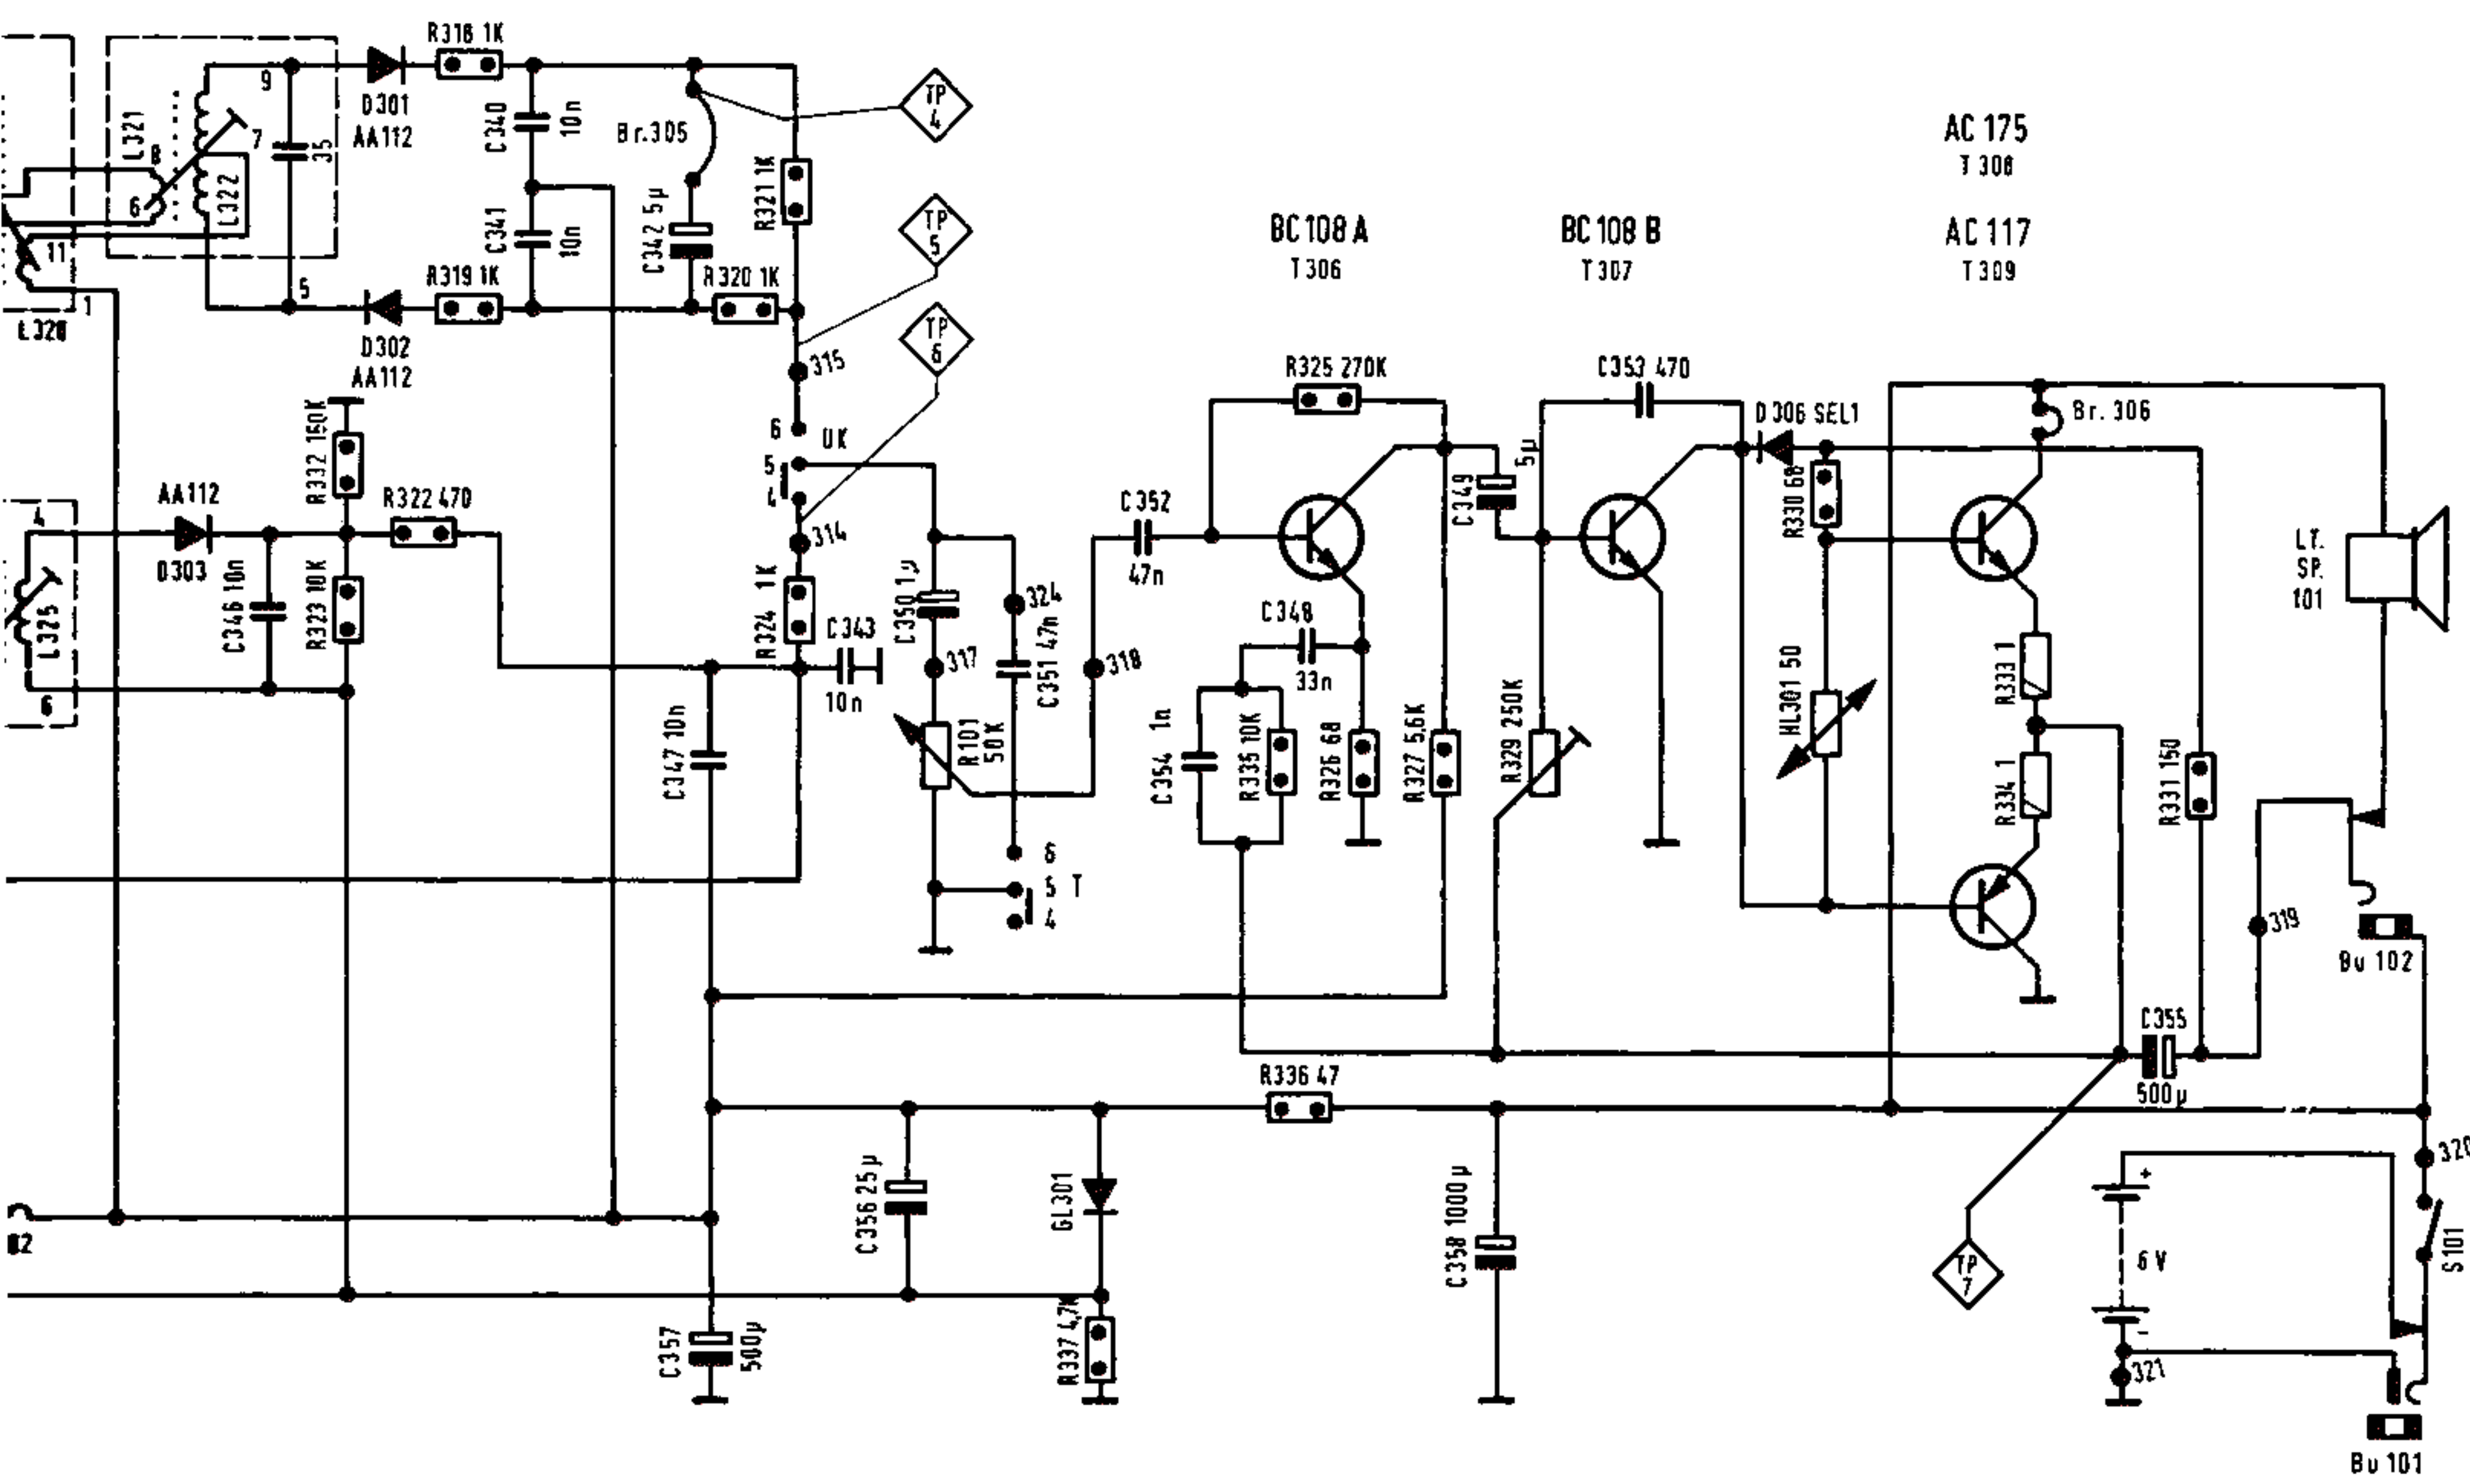 R318 1K
9
D301
AA112
L321
8
7
35
6
L322
11
5
1
L320
C340
10n
C341
10n
Br.305
C342 5µ
R321 1K
R319 1K
R320 1K
D302
AA112
TP
4
TP
5
TP
6
315
6
UK
5
4
314
AC 175
T 308
AC 117
T309
BC 108 A
T306
BC 108 B
T307
R332 150K
R322 470
AA112
D303
4
L325
6
C346 10n
R323 10K
R324 1K
C343
10n
C347 10n
C350 1µ
317
324
C351 47n
R101
50K
318
6
5 T
4
C352
47n
R325 270K
C348
33n
C354 1n
R335 10K
R326 68
R327 5,6K
C349
5µ
C353 470
R329 250K
D306 SEL1
R330 68
HL301 50
Br. 306
R333 1
R334 1
R331 150
LT.
SP.
101
319
Bu 102
C355
500µ
R336 47
C356 25µ
GL301
R337 4,7K
C357
500µ
C358 1000µ
TP
7
+
6 V
-
321
320
S101
Bu 101